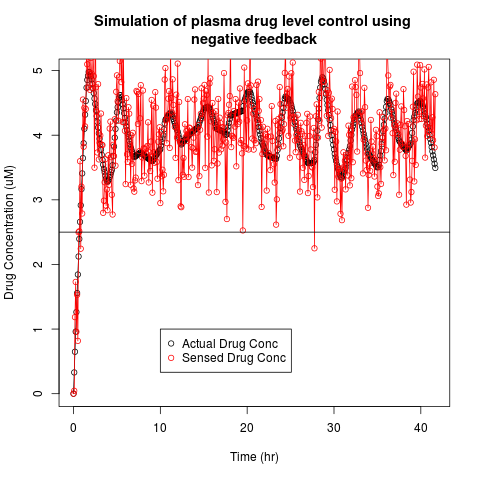 Simulation of plasma drug level control using
negative feedback
Drug Concentration (uM)
5
4
3
2
1
0
Actual Drug Conc
Sensed Drug Conc
0 10 20 30 40
Time (hr)